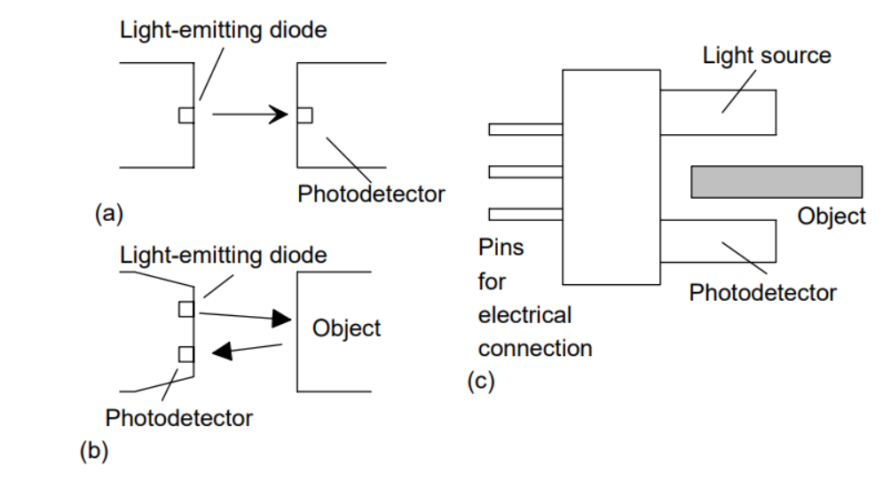 Light-emitting diode
Photodetector
(a)
Light-emitting diode
Object
Photodetector
(b)
Light source
Object
Photodetector
Pins
for
electrical
connection
(c)